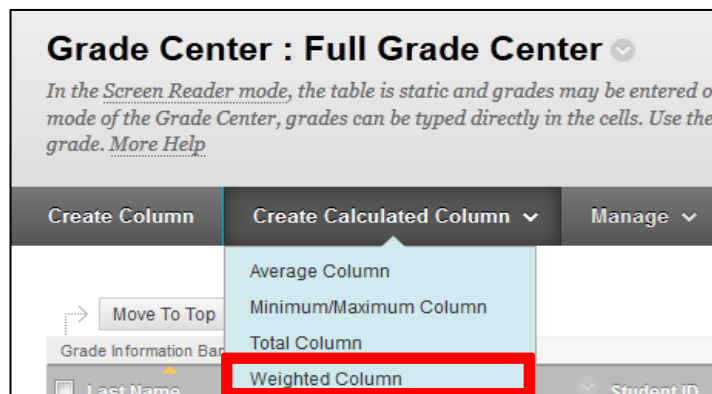 Grade Center : Full Grade Center
In the Screen Reader mode, the table is static and grades may be entered o
mode of the Grade Center, grades can be typed directly in the cells. Use the
grade. More Help
Create Column Create Calculated Column Manage
Average Column
Minimum/Maximum Column
Move To Top
Total Column
Grade Information Bar
Weighted Column
Last Name Student ID